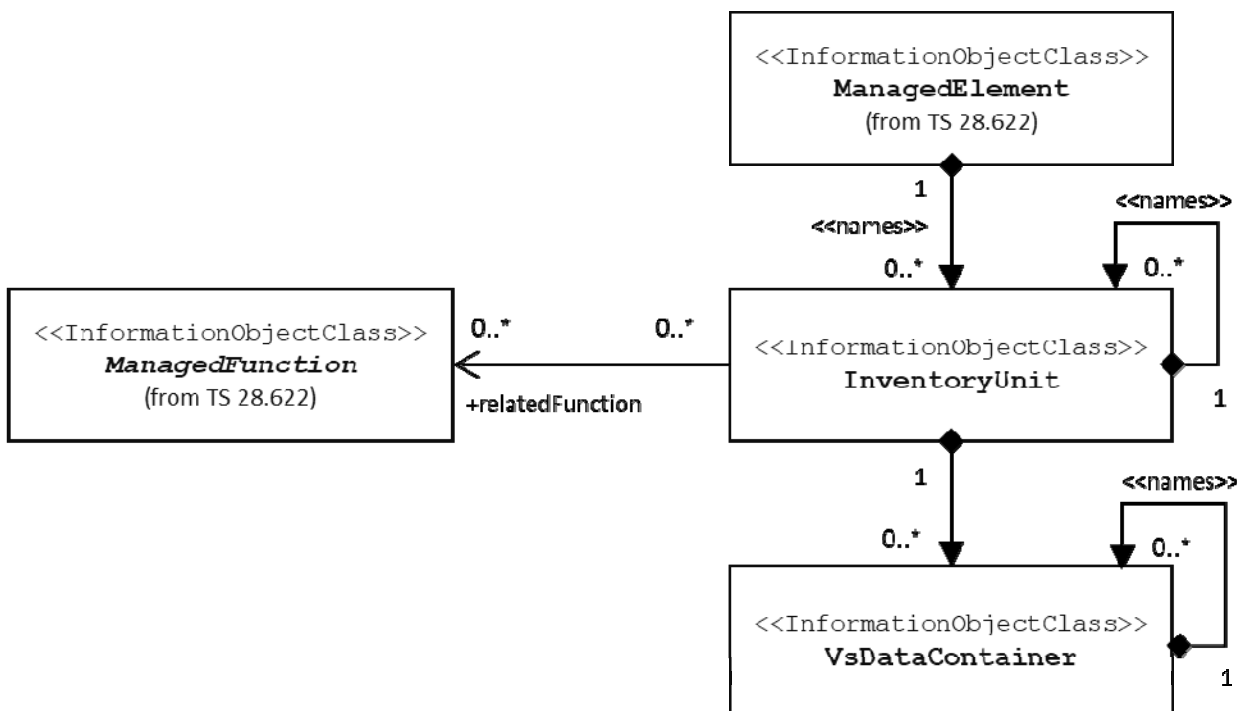 <<InformationObjectClass>>
ManagedElement
(from TS 28.622)
1
<<names>>
<<names>>
0..*
0..*
<<InformationObjectClass>>
ManagedFunction
(from TS 28.622)
0..*
0..*
+relatedFunction
<<InformationObjectClass>>
InventoryUnit
1
1
<<names>>
0..*
0..*
<<InformationObjectClass>>
VsDataContainer
1